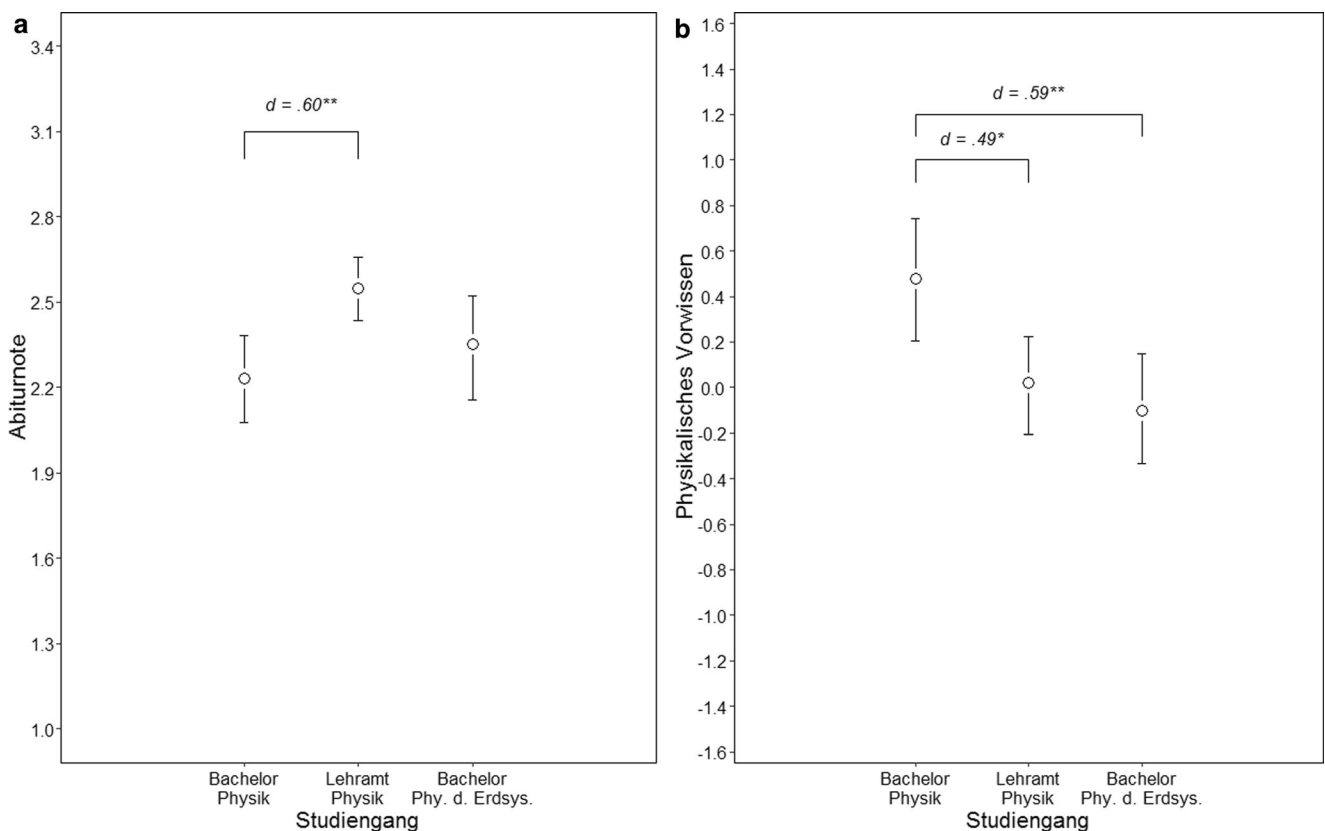 a
d = .60**
3.4
3.1
2.8
2.5
2.2
1.9
1.6
1.3
1.0
Abiturnote
Bachelor
Physik
Lehramt
Physik
Bachelor
Phy. d. Erdsys.
Studiengang
b
d = .59**
d = .49*
1.6
1.4
1.2
1.0
0.8
0.6
0.4
0.2
0.0
-0.2
-0.4
-0.6
-0.8
-1.0
-1.2
-1.4
-1.6
Physikalisches Vorwissen
Bachelor
Physik
Lehramt
Physik
Bachelor
Phy. d. Erdsys.
Studiengang